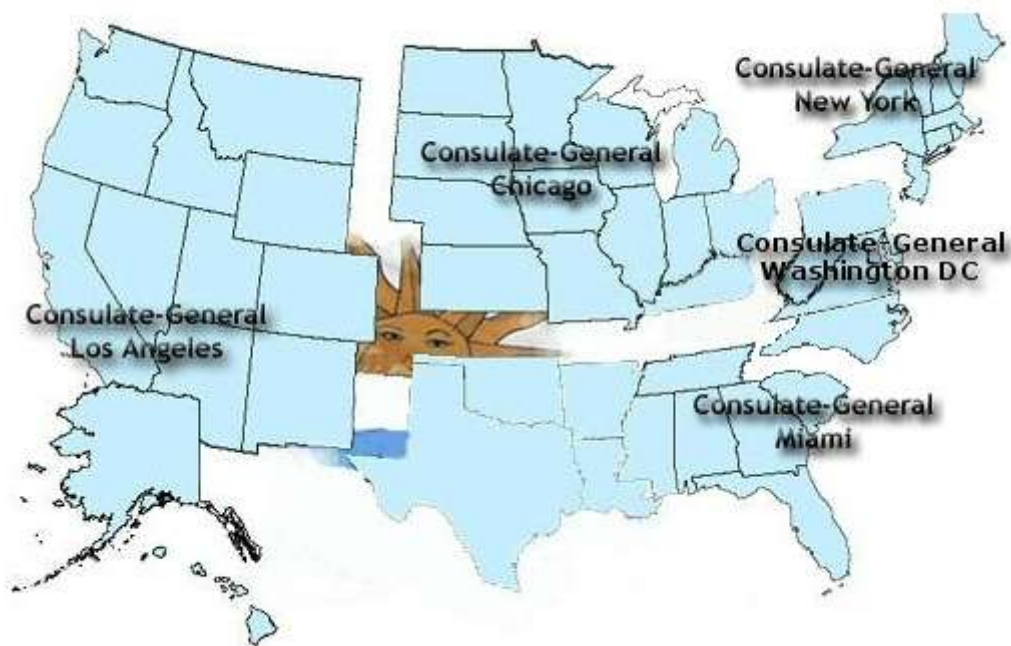 Consulate-General
New York
Consulate-General
Chicago
Consulate-General
Washington DC
Consulate-General
Los Angeles
Consulate-General
Miami